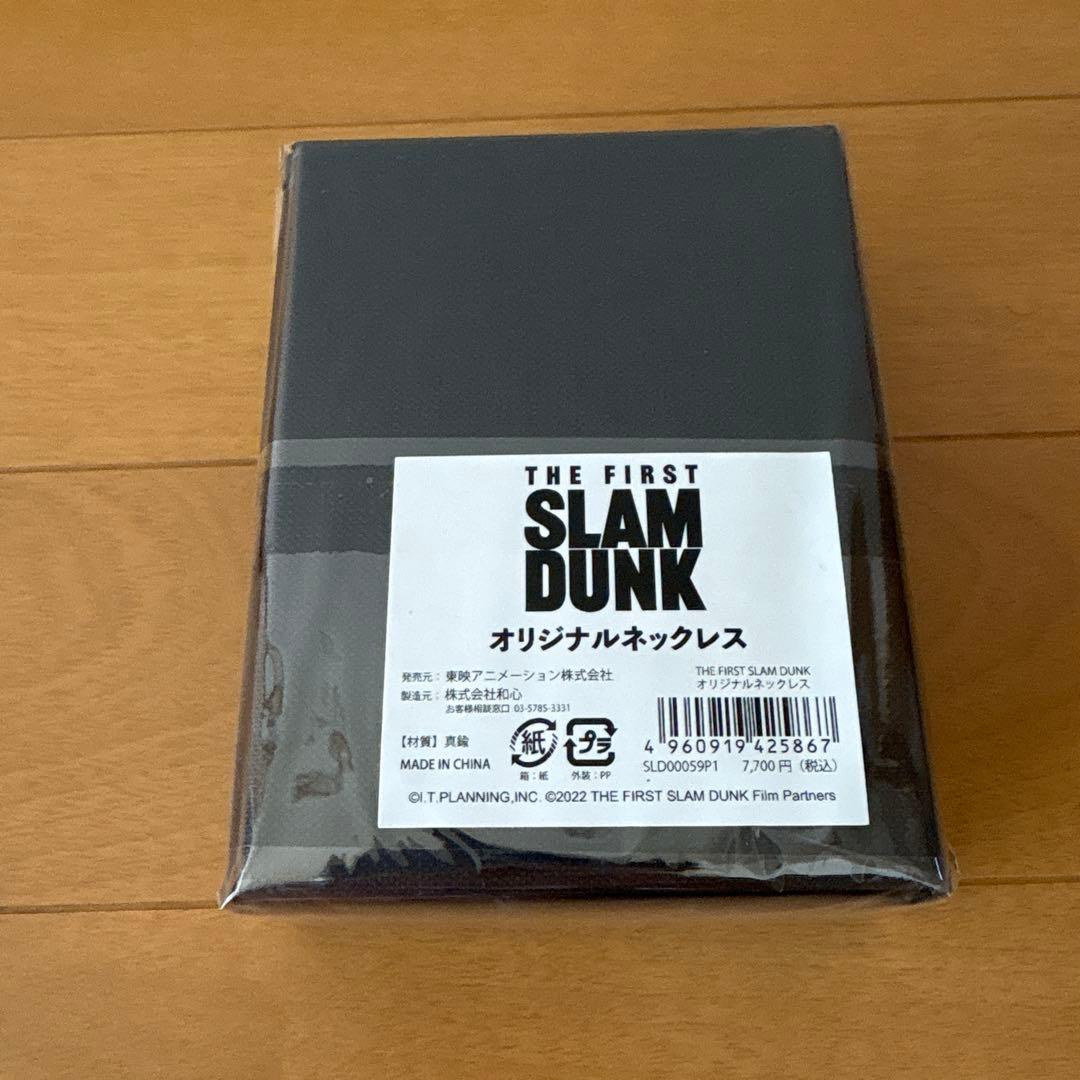 THE FIRST
SLAM
DUNK
オリジナルネックレス
発売元： 東映アニメーション株式会社
製造元： 株式会社和心
お客様相談窓口 03-5785-3331
【材質】真鍮
MADE IN CHINA
紙
箱：紙
プラ
外装：PP
THE FIRST SLAM DUNK
オリジナルネックレス
4 960919 425867
SLD00059P1 7,700円（税込）
©I.T.PLANNING,INC. ©2022 THE FIRST SLAM DUNK Film Partners